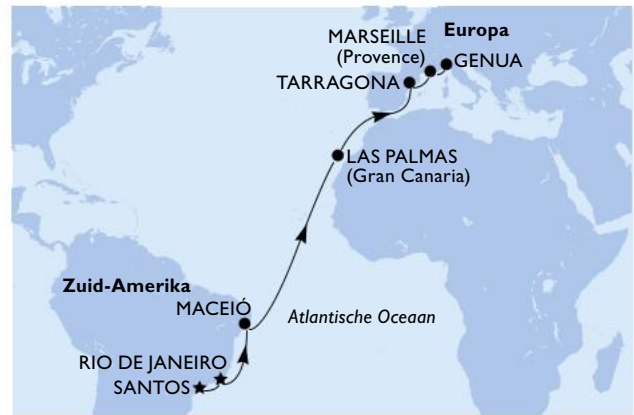 Europa
MARSEILLE
(Provence)
GENUA
TARRAGONA
LAS PALMAS
(Gran Canaria)
Zuid-Amerika
MACEIÓ
Atlantische Oceaan
RIO DE JANEIRO
SANTOS